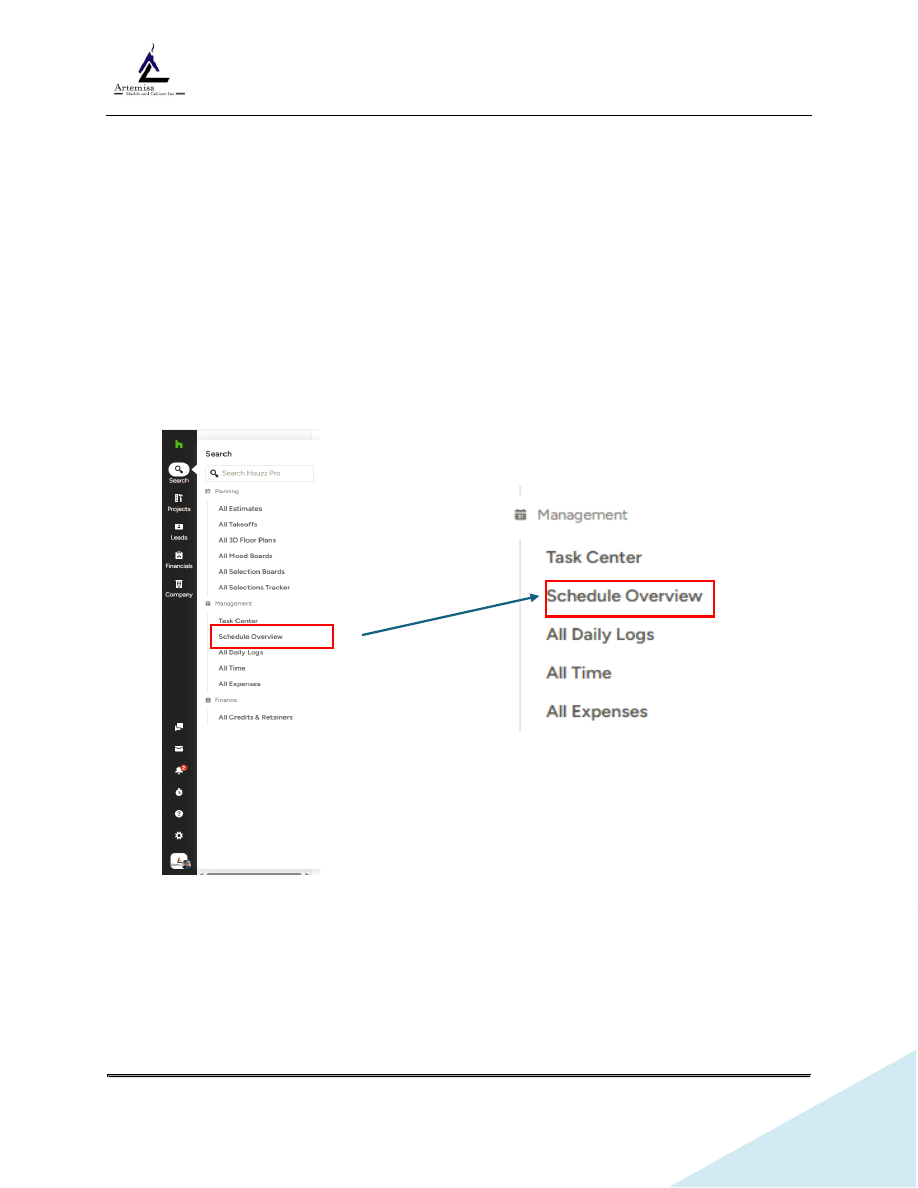 Artemisa
Marble and Cabinet Inc
Search
Search Houzz Pro
Search
Projects
Leads
Financials
Company
2
Planning
All Estimates
All Takeoffs
All 3D Floor Plans
All Mood Boards
All Selection Boards
All Selections Tracker
Management
Task Center
Schedule Overview
All Daily Logs
All Time
All Expenses
Finance
All Credits & Retainers
Management
Task Center
Schedule Overview
All Daily Logs
All Time
All Expenses